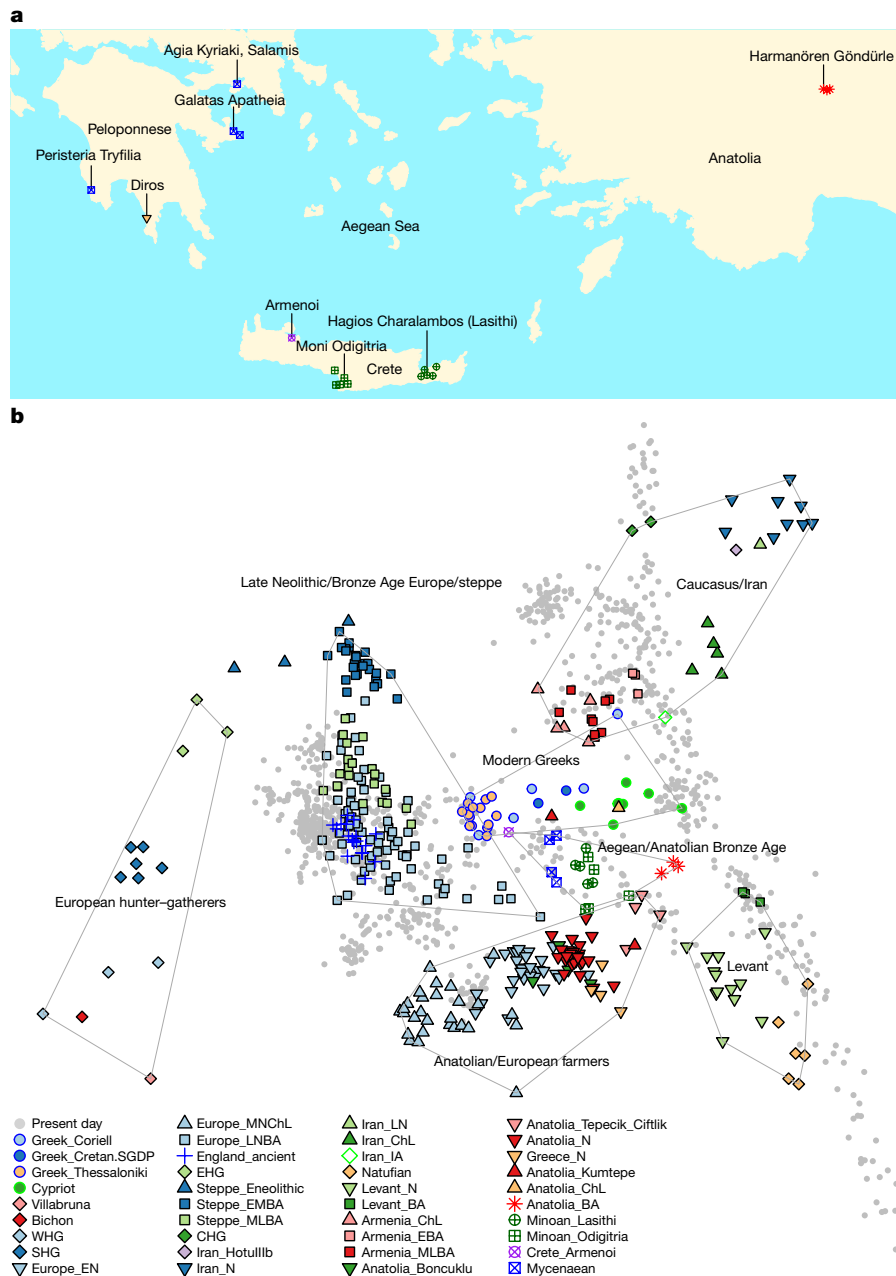 a
Agia Kyriaki, Salamis
Harmanören Göndürle
Galatas Apatheia
Peloponnese
Peristeria Tryfilia
Anatolia
Diros
Aegean Sea
Armenoi
Hagios Charalambos (Lasithi)
Moni Odigitria
Crete
b
Late Neolithic/Bronze Age Europe/steppe
Caucasus/Iran
Modern Greeks
Aegean/Anatolian Bronze Age
European hunter–gatherers
Levant
Anatolian/European farmers
Present day
Greek_Coriell
Greek_Cretan.SGDP
Greek_Thessaloniki
Cypriot
Villabruna
Bichon
WHG
SHG
Europe_EN
Europe_MNChL
Europe_LNBA
England_ancient
EHG
Steppe_Eneolithic
Steppe_EMBA
Steppe_MLBA
CHG
Iran_HotuIIIb
Iran_N
Iran_LN
Iran_ChL
Iran_IA
Natufian
Levant_N
Levant_BA
Armenia_ChL
Armenia_EBA
Armenia_MLBA
Anatolia_Boncuklu
Anatolia_Tepecik_Ciftlik
Anatolia_N
Greece_N
Anatolia_Kumtepe
Anatolia_ChL
Anatolia_BA
Minoan_Lasithi
Minoan_Odigitria
Crete_Armenoi
Mycenaean